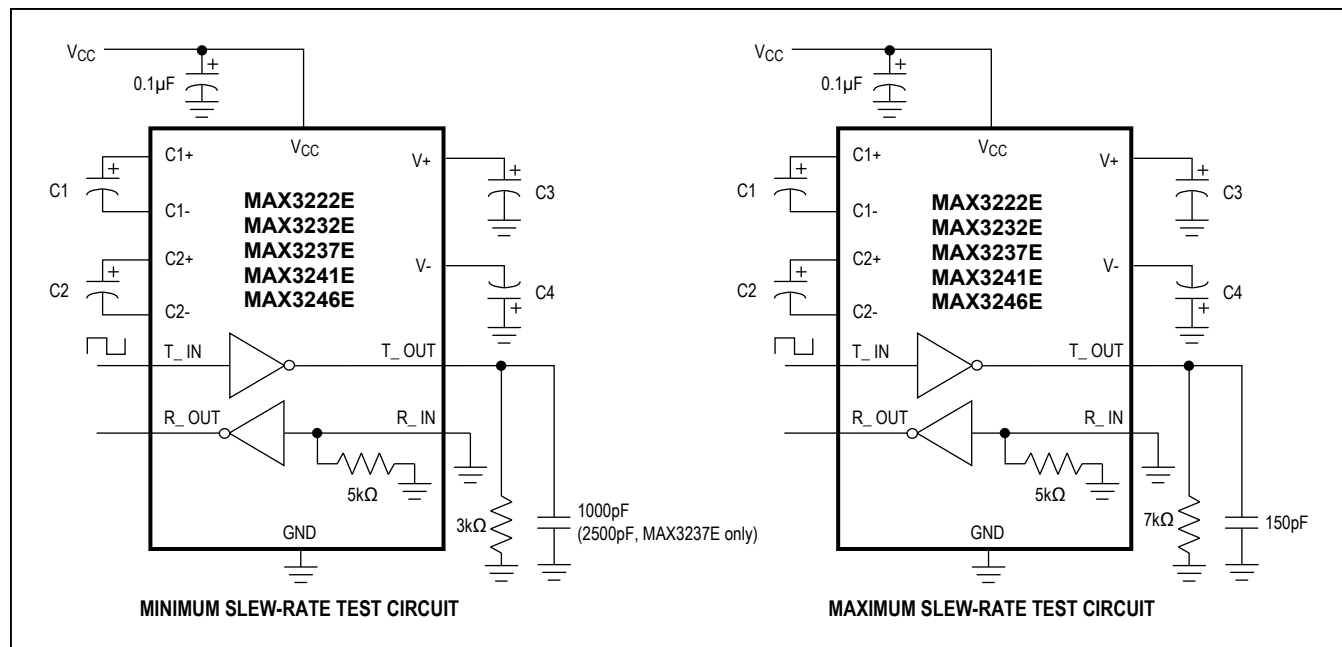 VCC
0.1µF
+
VCC
C1+
C1
+
C1-
C2+
C2
+
C2-
MAX3222E
MAX3232E
MAX3237E
MAX3241E
MAX3246E
V+
+
C3
V-
C4
+
T_ IN
T_ OUT
R_ OUT
R_ IN
5kΩ
3kΩ
1000pF
(2500pF, MAX3237E only)
GND
MINIMUM SLEW-RATE TEST CIRCUIT
VCC
0.1µF
+
VCC
C1+
C1
+
C1-
C2+
C2
+
C2-
MAX3222E
MAX3232E
MAX3237E
MAX3241E
MAX3246E
V+
+
C3
V-
C4
+
T_ IN
T_ OUT
R_ OUT
R_ IN
5kΩ
7kΩ
150pF
GND
MAXIMUM SLEW-RATE TEST CIRCUIT